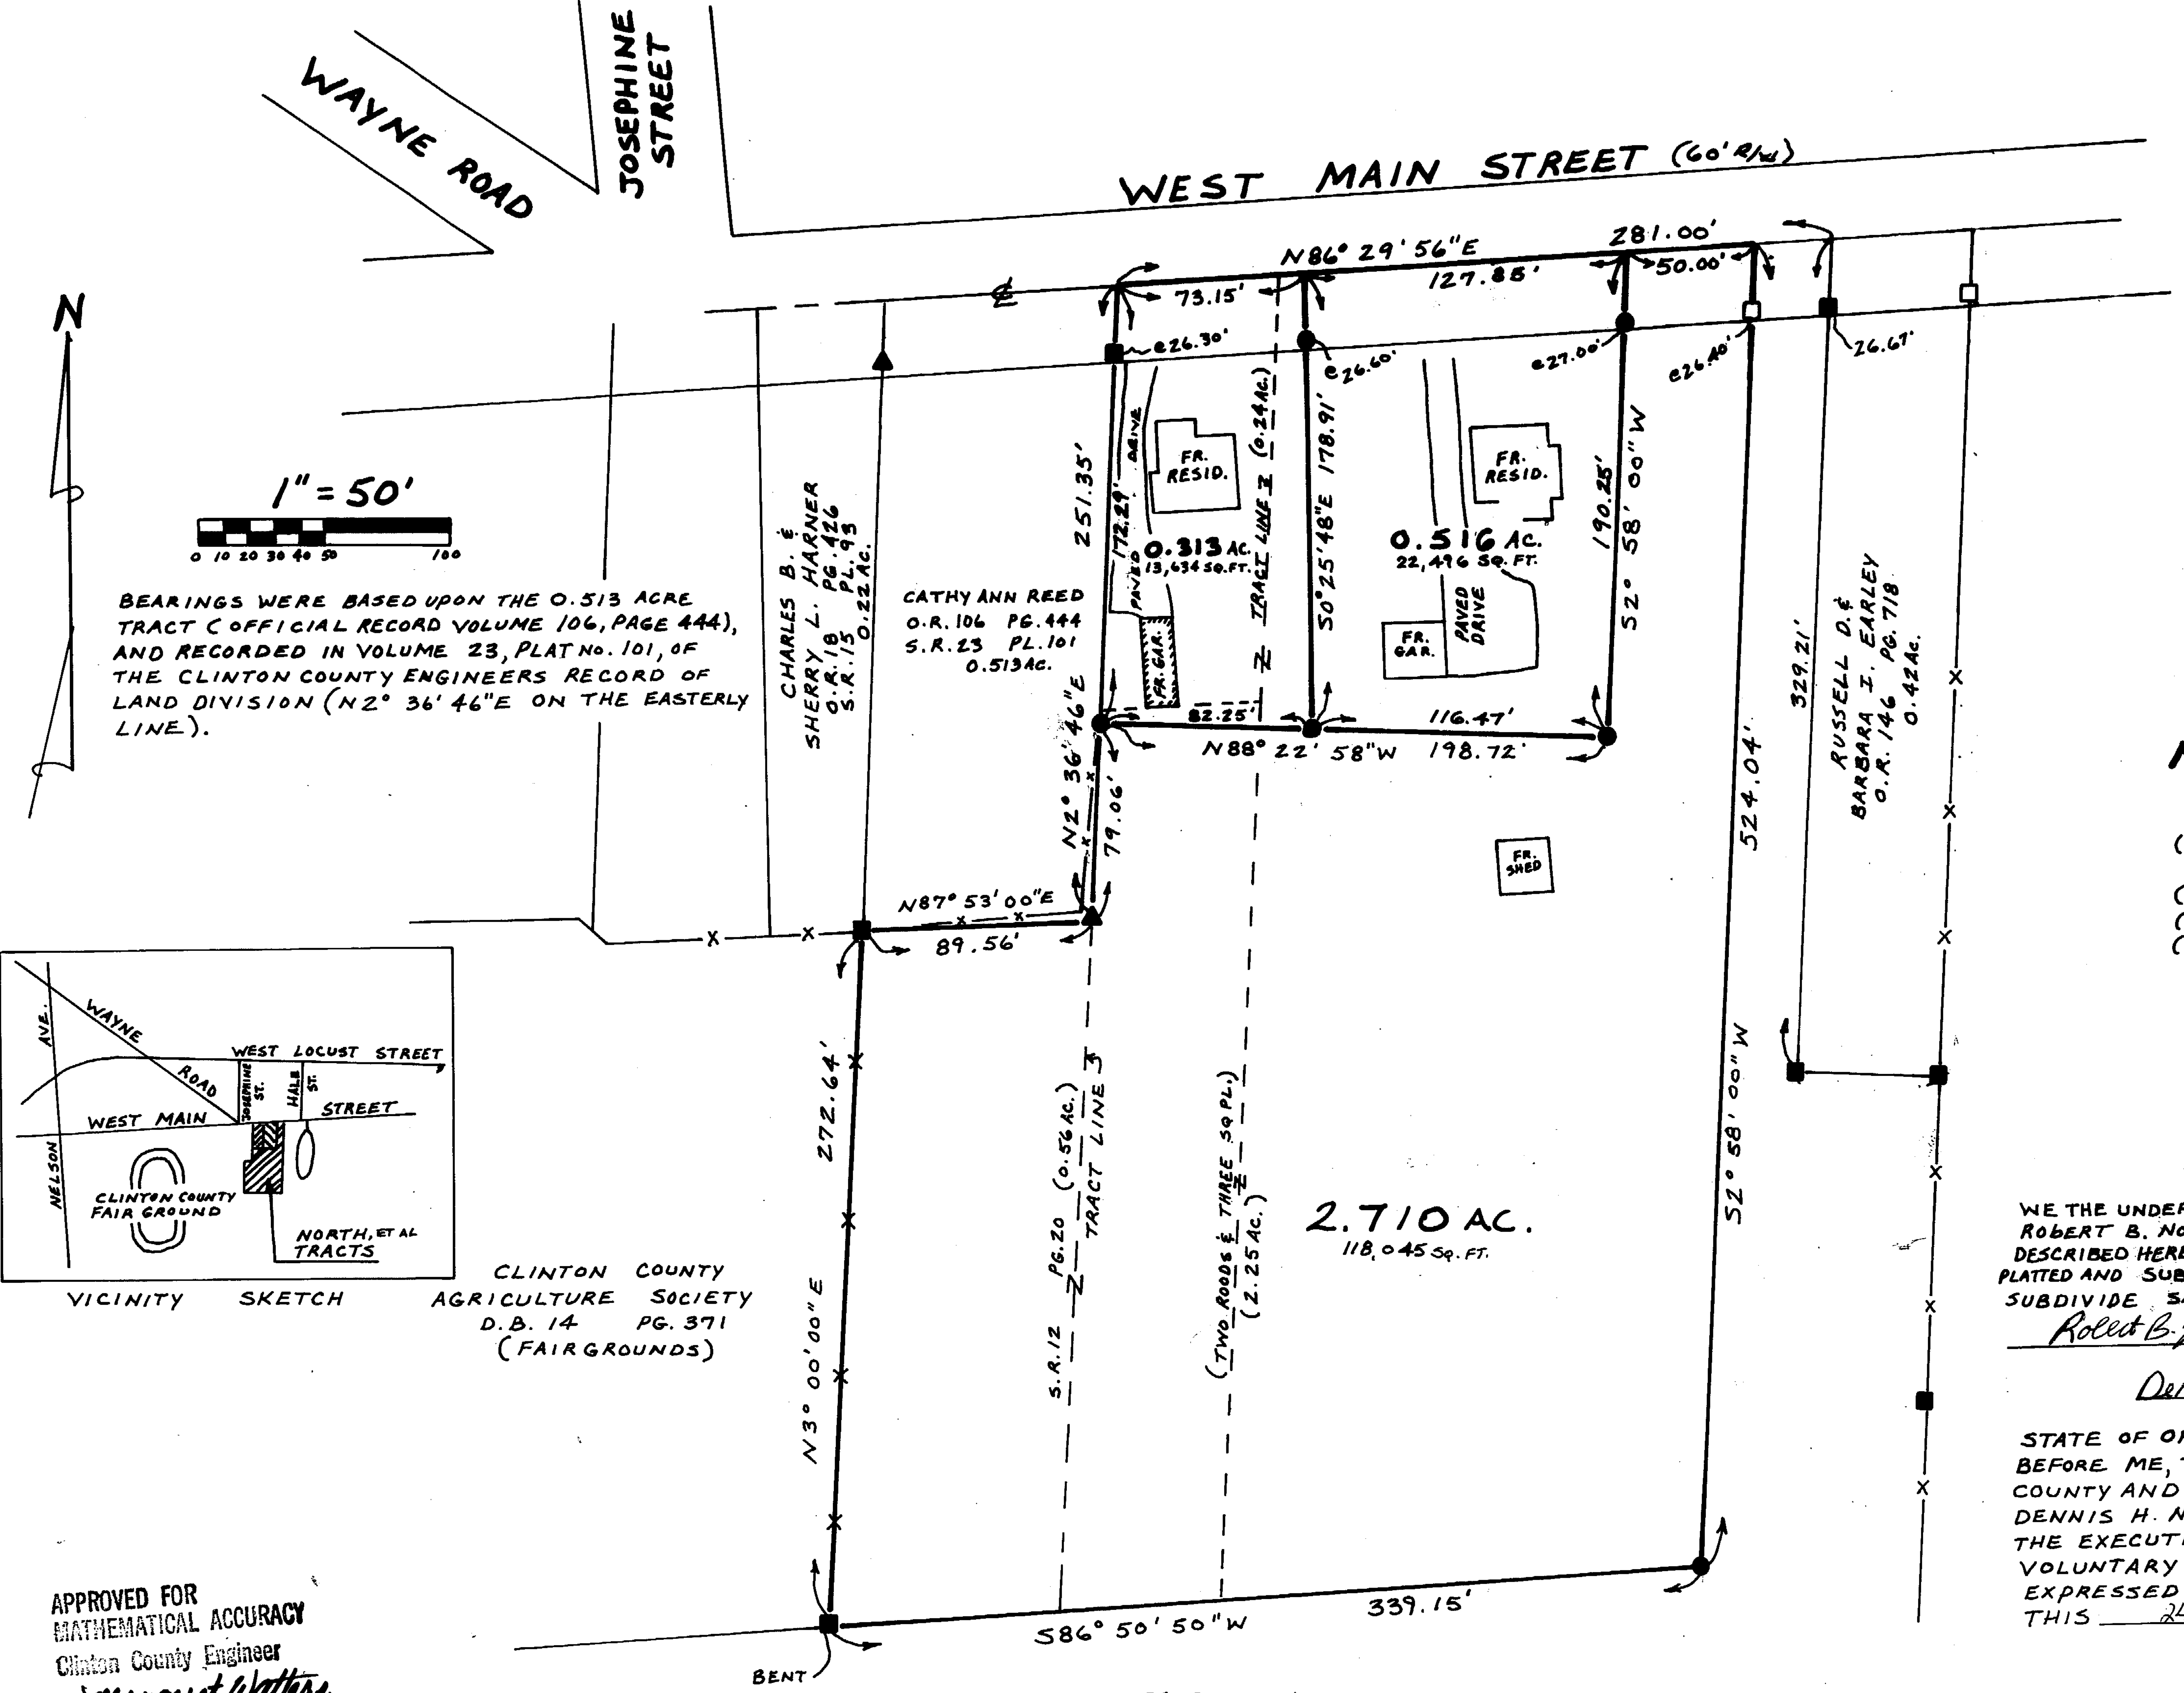 WAYNE ROAD
JOSEPHINE
STREET
WEST MAIN STREET (60' R/W)
N
1" = 50'
0 10 20 30 40 50 100
BEARINGS WERE BASED UPON THE 0.513 ACRE
TRACT (OFFICIAL RECORD VOLUME 106, PAGE 444),
AND RECORDED IN VOLUME 23, PLAT NO. 101, OF
THE CLINTON COUNTY ENGINEERS RECORD OF
LAND DIVISION (N2° 36' 46"E ON THE EASTERLY
LINE).
N86° 29' 56"E
281.00'
73.15'
127.85'
50.00'
@26.30'
@26.60'
@27.00'
@26.40'
26.67'
CHARLES B. &
SHERRY L. HARNER
O.R. 18 PG. 426
S.R. 15 PL. 93
0.22 AC.
CATHY ANN REED
O.R. 106 PG. 444
S.R. 23 PL. 101
0.513 AC.
251.35'
172.29'
PAVED DRIVE
FR.
RESID.
0.313 AC.
13,634 SQ. FT.
FR. GAR.
TRACT LINE Z (0.24 AC.)
S0° 25' 48"E 178.91'
FR.
RESID.
0.516 AC.
22,496 SQ. FT.
FR.
GAR.
PAVED
DRIVE
190.25'
S2° 58' 00"W
329.21'
RUSSELL D. &
BARBARA I. EARLEY
O.R. 146 PG. 718
0.42 AC.
82.25'
116.47'
N88° 22' 58"W 198.72'
N2° 36' 46"E
79.06'
FR.
SHED
524.04'
S2° 58' 00"W
N87° 53' 00"E
89.56'
272.64'
N3° 00' 00"E
S.R. 12 PG. 20 (0.56 AC.)
TRACT LINE
(TWO ROODS & THREE SQ PL.)
(2.25 AC.)
2.710 AC.
118,045 SQ. FT.
339.15'
S86° 50' 50"W
BENT
AVE.
NELSON
WAYNE
ROAD
WEST LOCUST STREET
JOSEPHINE
ST.
HALE
ST.
WEST MAIN STREET
CLINTON COUNTY
FAIR GROUND
NORTH, ET AL
TRACTS
VICINITY SKETCH
CLINTON COUNTY
AGRICULTURE SOCIETY
D.B. 14 PG. 371
(FAIRGROUNDS)
APPROVED FOR
MATHEMATICAL ACCURACY
Clinton County Engineer
WE THE UNDER
ROBERT B. NO
DESCRIBED HERE
PLATTED AND SUB
SUBDIVIDE
Robert B.
STATE OF
BEFORE ME,
COUNTY AND
DENNIS H.
THE EXECUT
VOLUNTARY
EXPRESSED
THIS 24